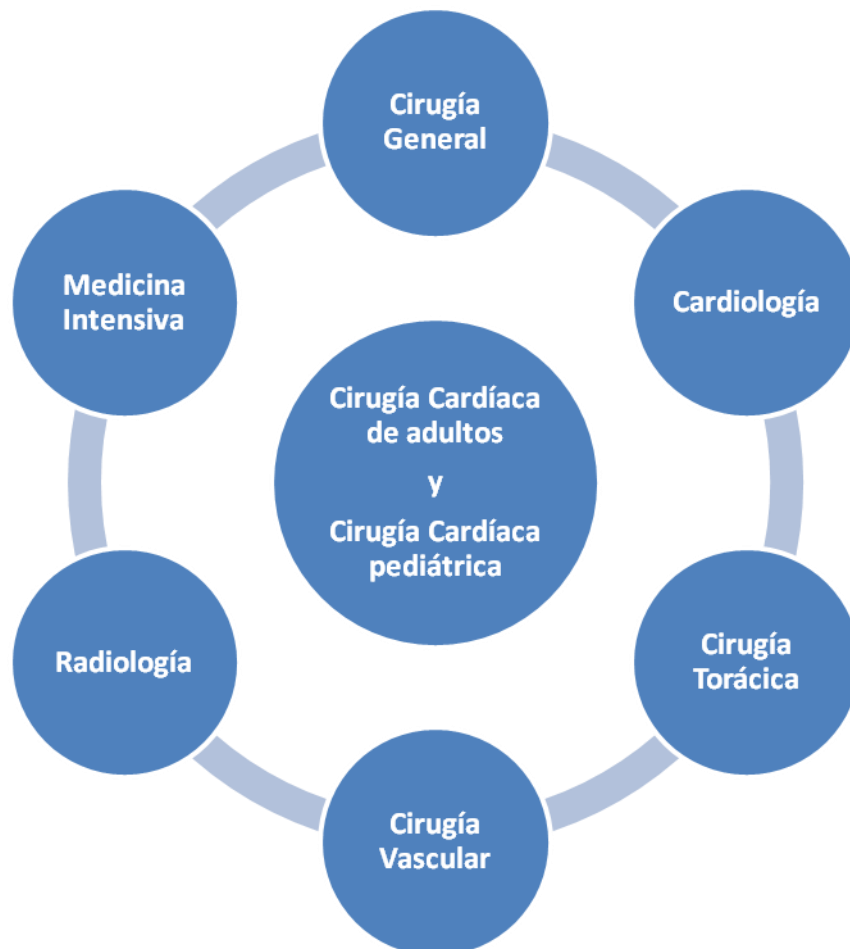 Cirugía
General
Cardiología
Cirugía
Torácica
Cirugía
Vascular
Radiología
Medicina
Intensiva
Cirugía Cardíaca
de adultos
y
Cirugía Cardíaca
pediátrica